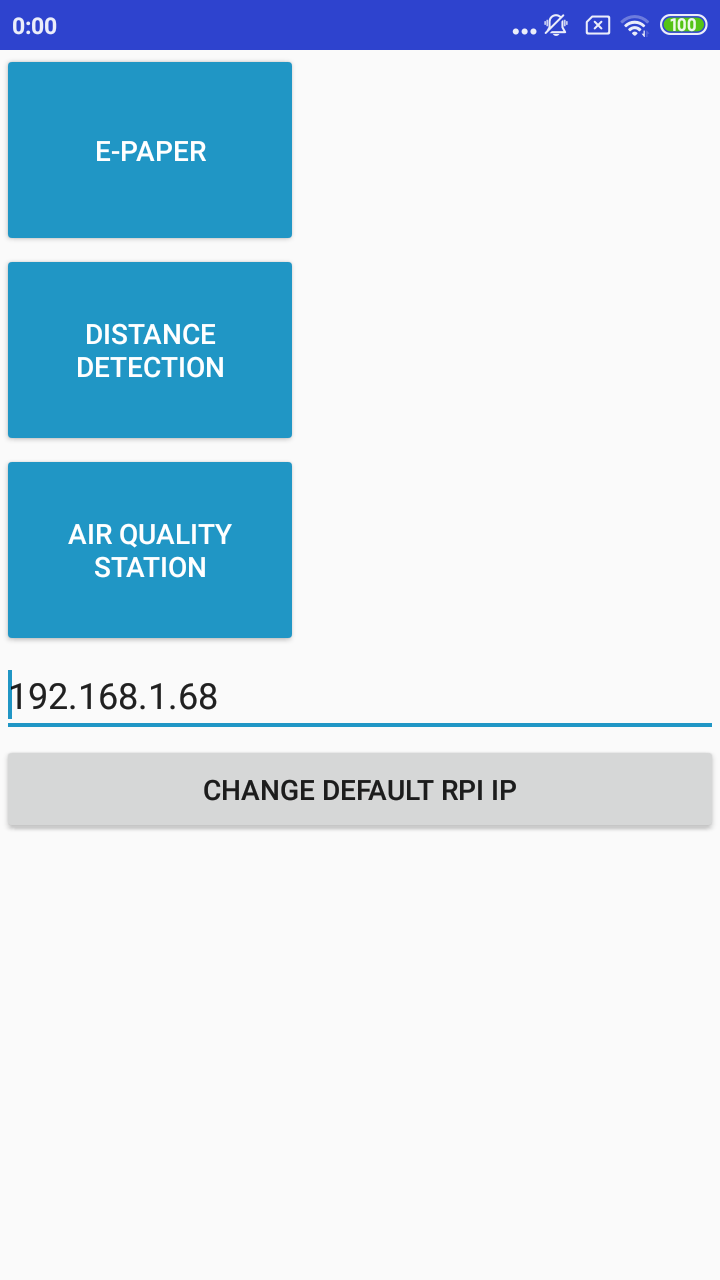 0:00
100
E-PAPER
DISTANCE
DETECTION
AIR QUALITY
STATION
192.168.1.68
CHANGE DEFAULT RPI IP